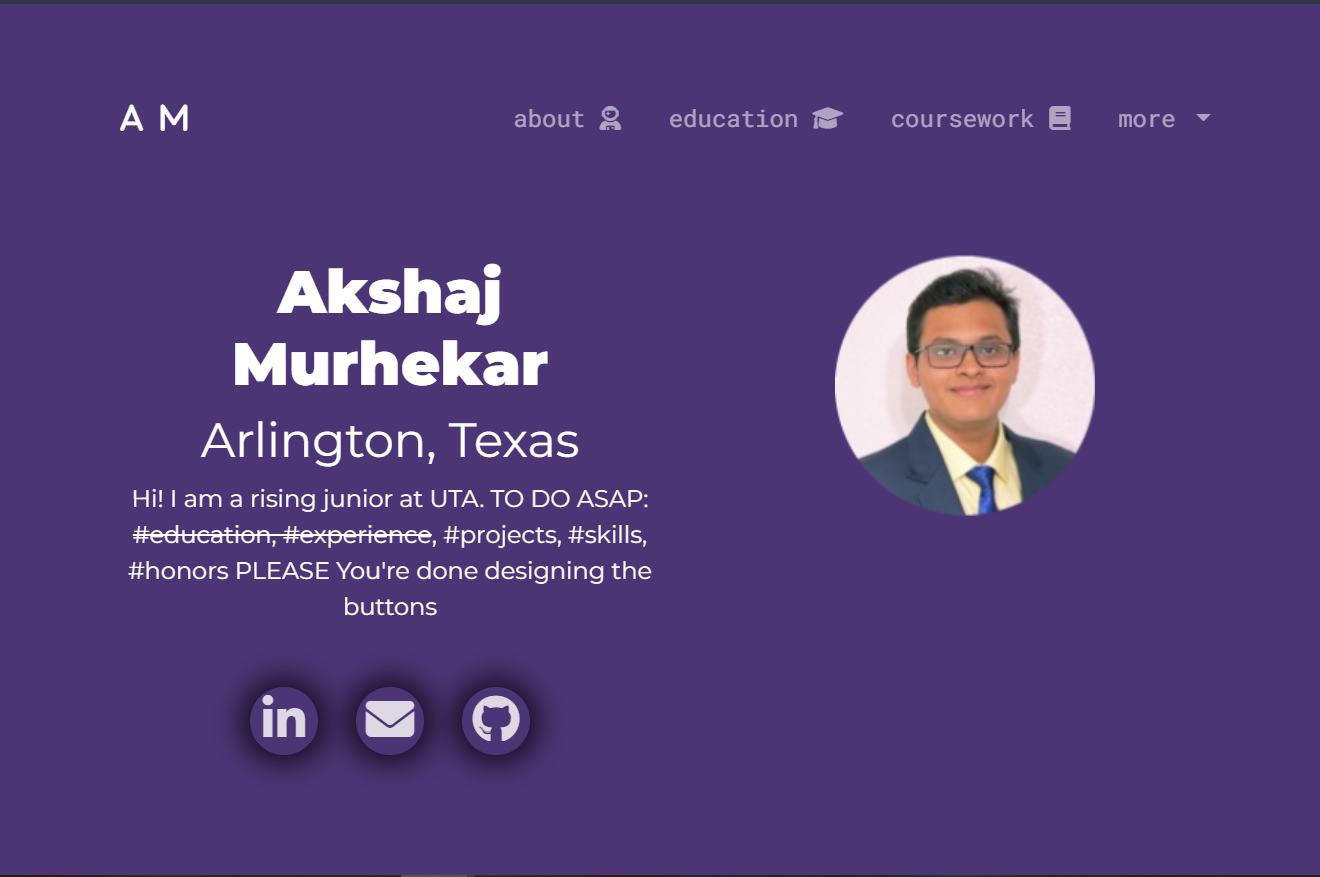 A M
about
education
coursework
more
Akshaj
Murhekar
Arlington, Texas
Hi! I am a rising junior at UTA. TO DO ASAP:
#education, #experience, #projects, #skills,
#honors PLEASE You're done designing the
buttons
in